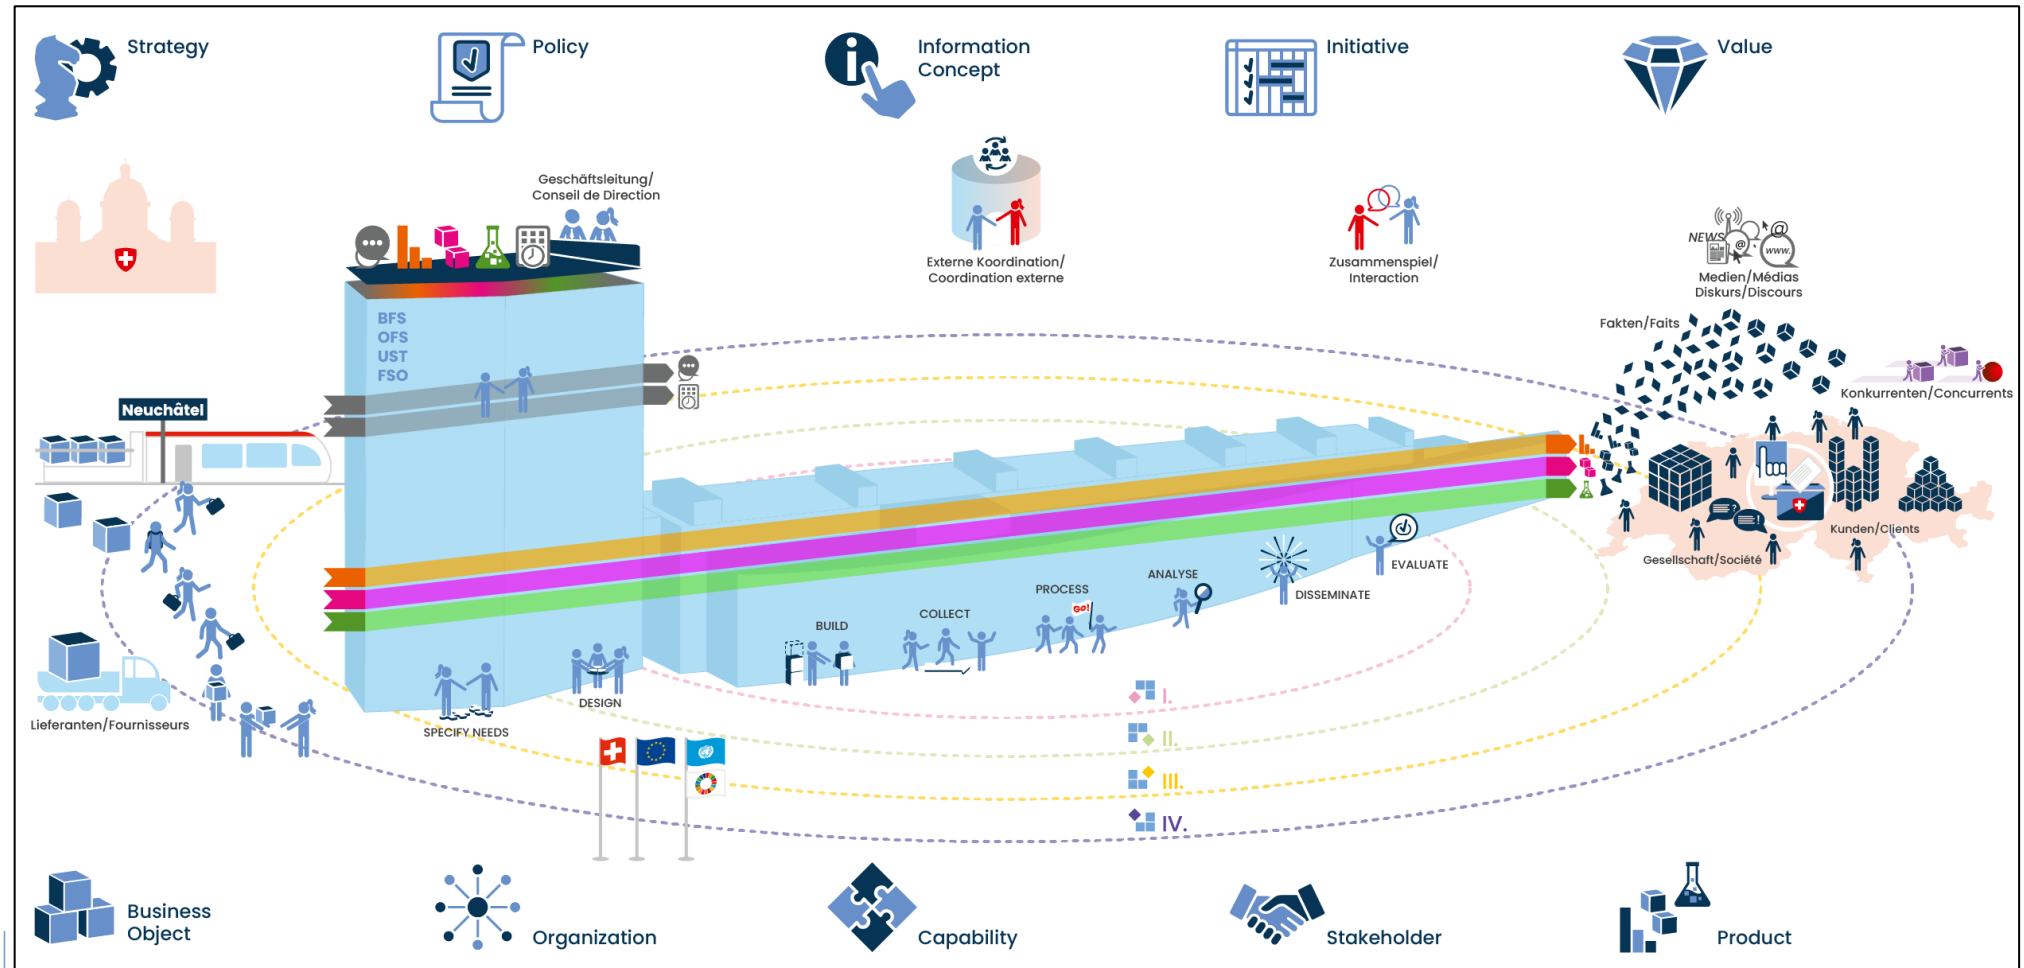 Strategy
Policy
Information
Concept
Initiative
Value
Geschäftsleitung/
Conseil de Direction
Externe Koordination/
Coordination externe
Zusammenspiel/
Interaction
NEWS
@
@
www.
Medien/Médias
Diskurs/Discours
Fakten/Faits
BFS
OFS
UST
FSO
Konkurrenten/Concurrents
Neuchâtel
Kunden/Clients
Gesellschaft/Société
EVALUATE
DISSEMINATE
ANALYSE
PROCESS
GO!
COLLECT
BUILD
DESIGN
SPECIFY NEEDS
Lieferanten/Fournisseurs
I.
II.
III.
IV.
Business
Object
Organization
Capability
Stakeholder
Product